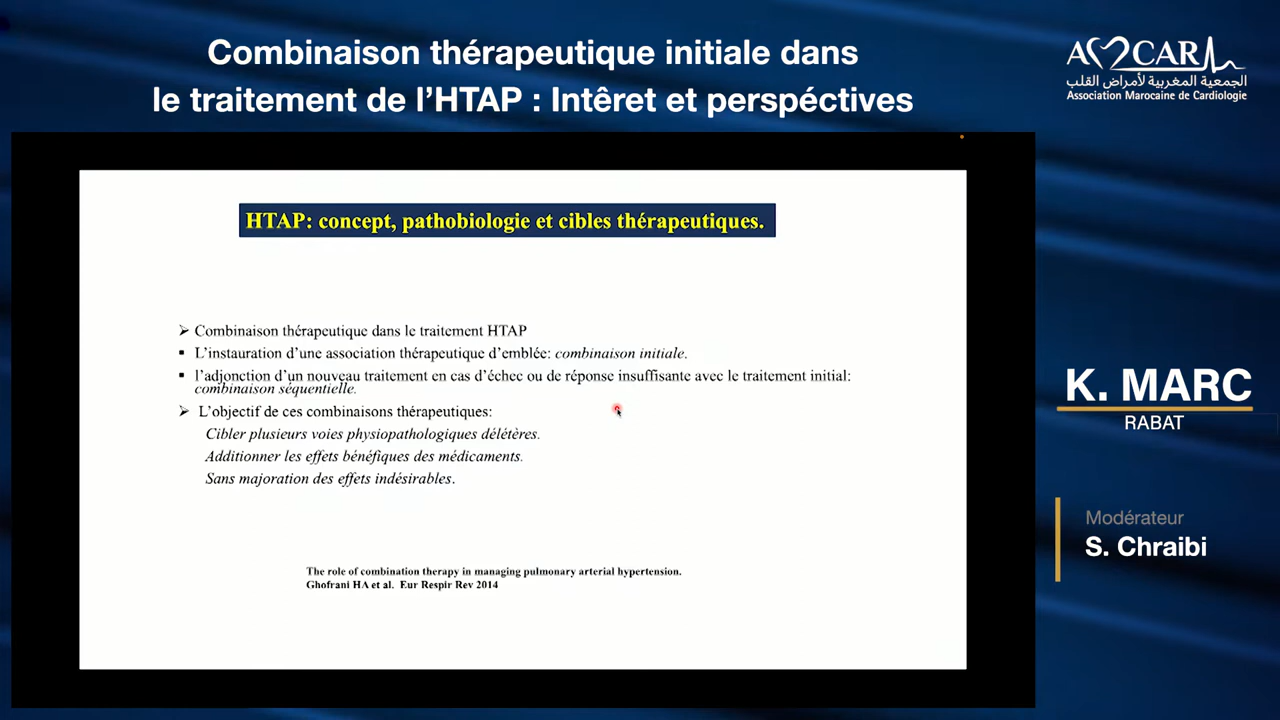 Combinaison thérapeutique initiale dans
le traitement de l'HTAP : Intêret et perspéctives
AM2CAR
الجمعية المغربية لأمراض القلب
Association Marocaine de Cardiologie
HTAP: concept, pathobiologie et cibles thérapeutiques.
➢ Combinaison thérapeutique dans le traitement HTAP
▪ L'instauration d'une association thérapeutique d'emblée: combinaison initiale.
▪ l'adjonction d'un nouveau traitement en cas d'échec ou de réponse insuffisante avec le traitement initial:
combinaison séquentielle.
➢ L'objectif de ces combinaisons thérapeutiques:
Cibler plusieurs voies physiopathologiques délétères.
Additionner les effets bénéfiques des médicaments.
Sans majoration des effets indésirables.
The role of combination therapy in managing pulmonary arterial hypertension.
Ghofrani HA et al. Eur Respir Rev 2014
K. MARC
RABAT
Modérateur
S. Chraibi